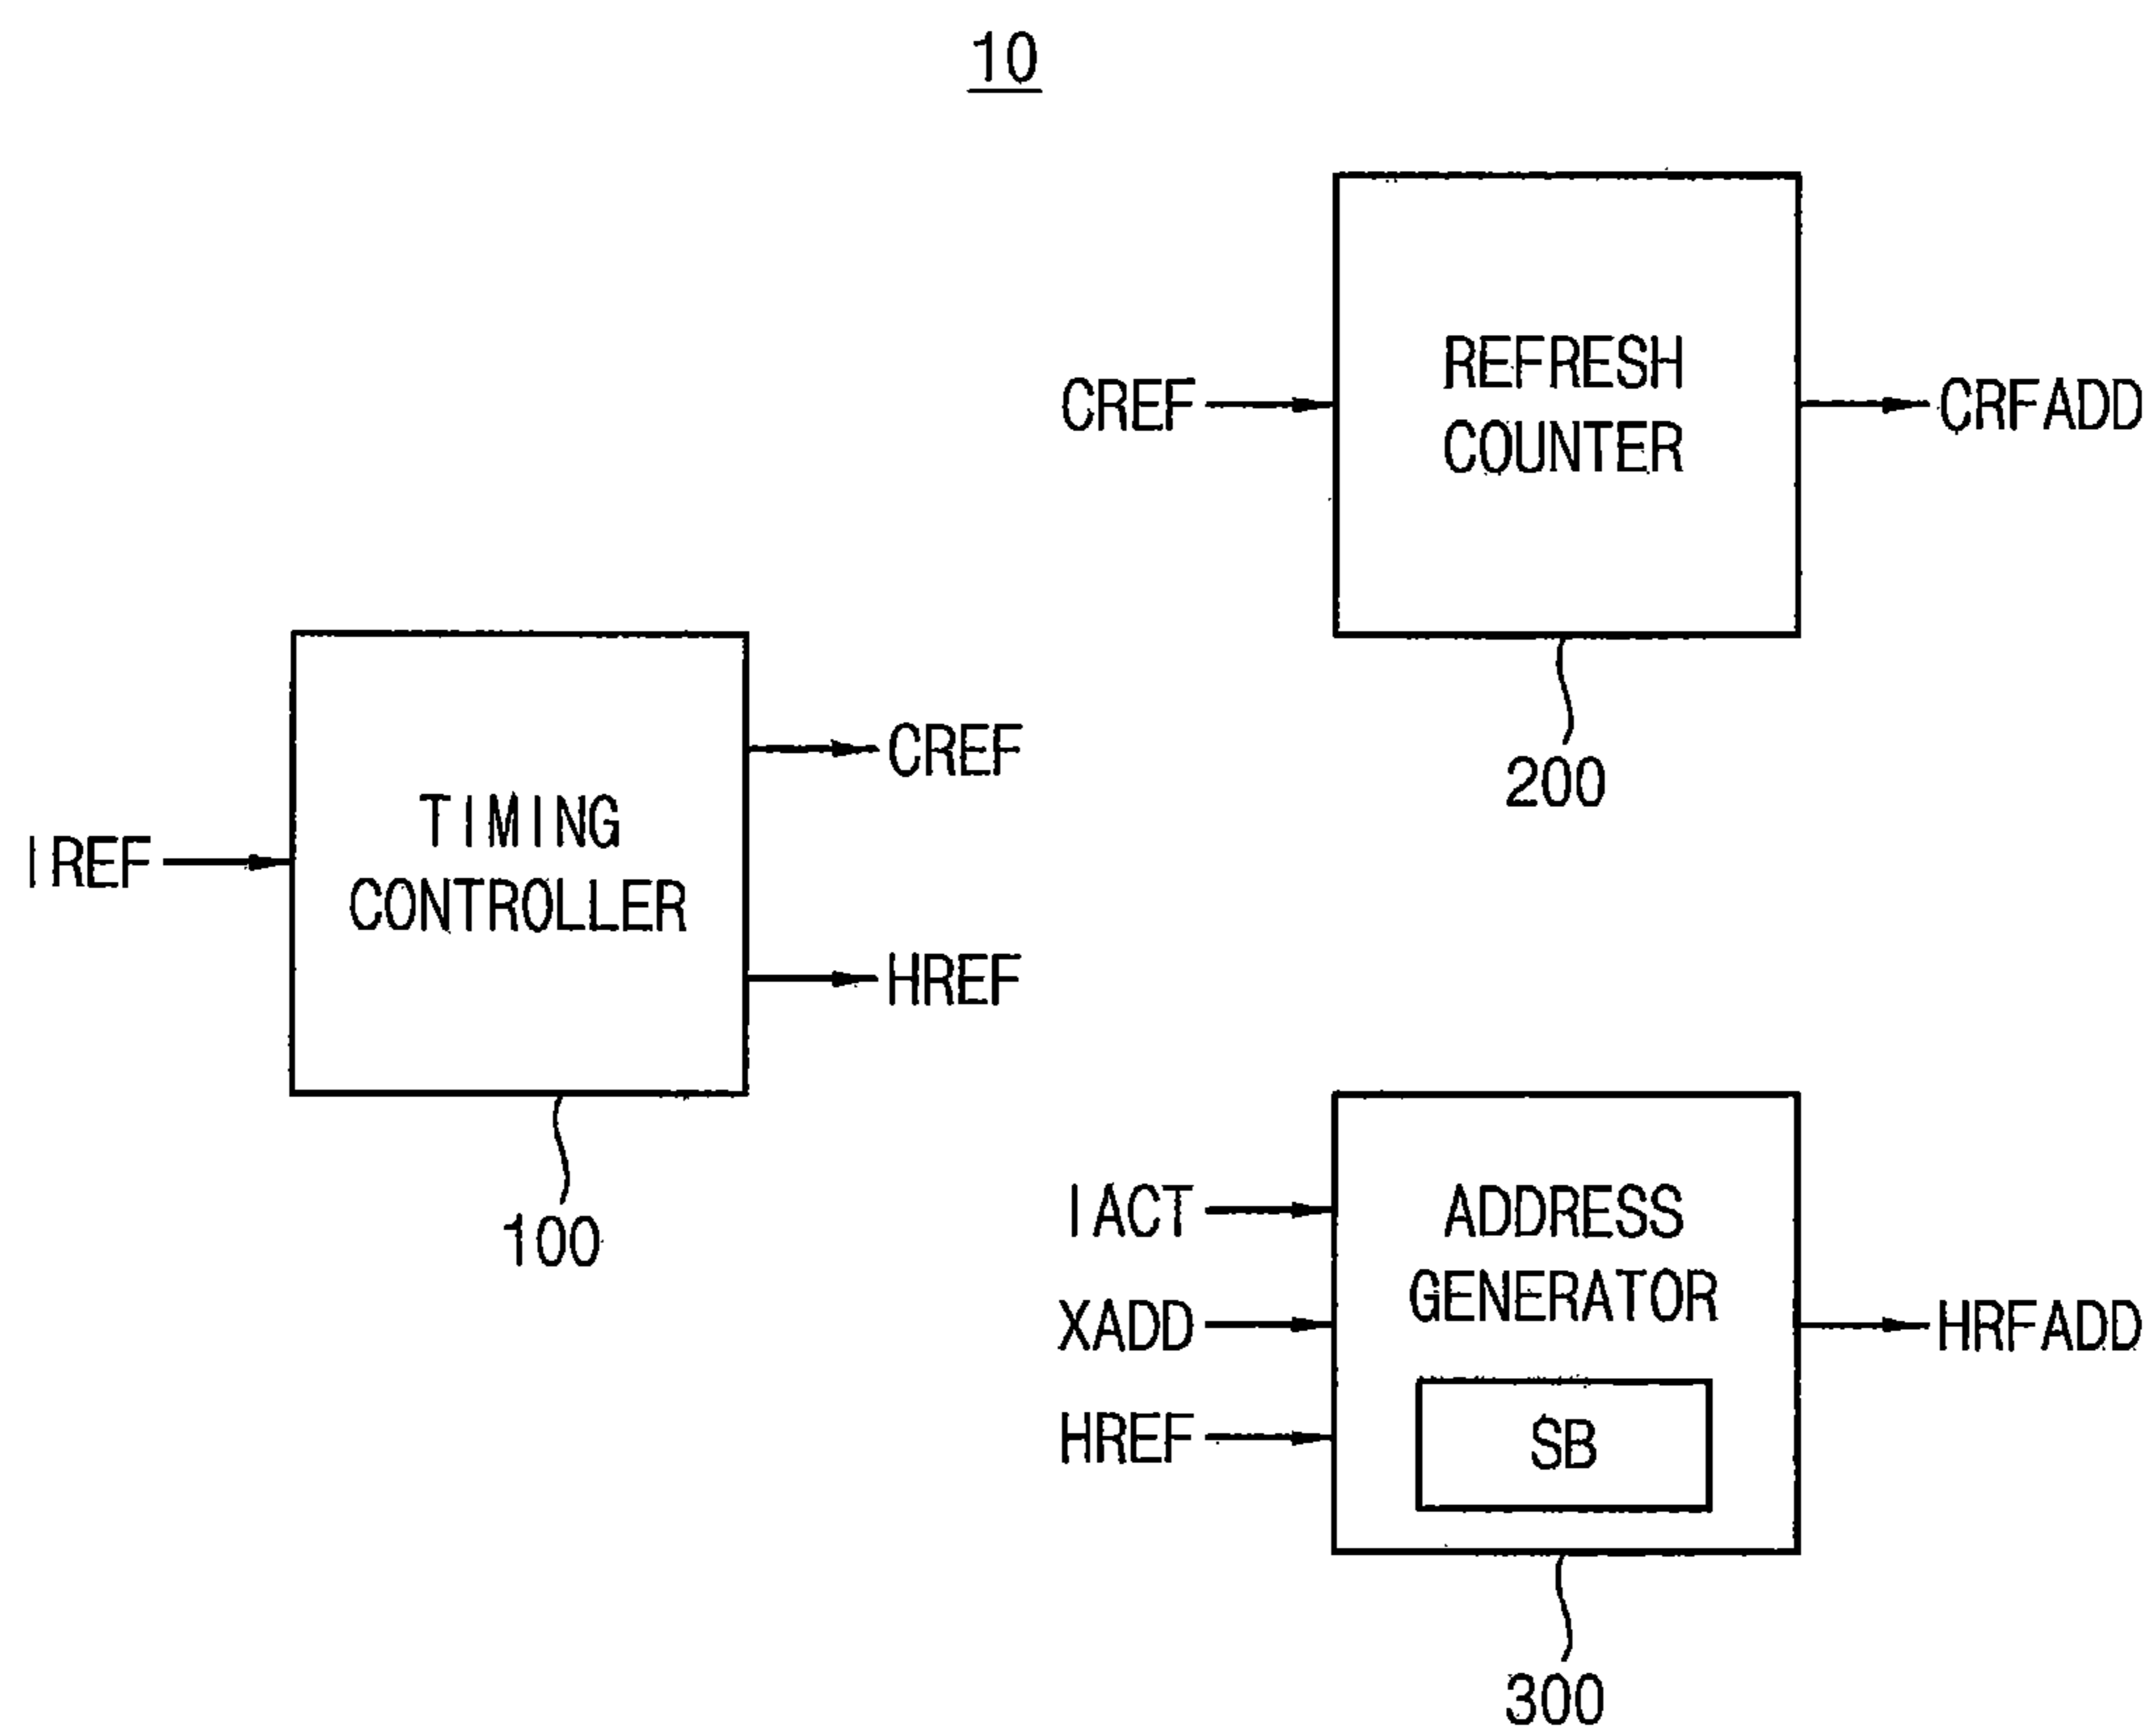 10
REFRESH
COUNTER
CREF
CRFADD
200
TIMING
CONTROLLER
IREF
CREF
HREF
100
ADDRESS
GENERATOR
SB
IACT
XADD
HREF
HRFADD
300